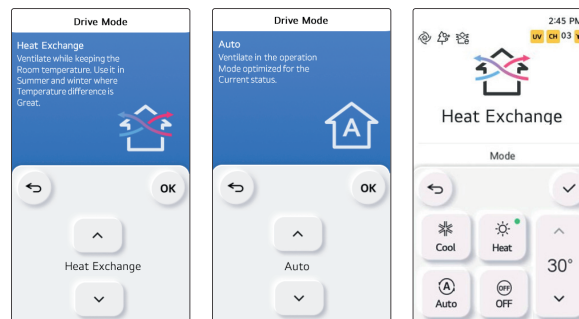 Drive Mode
Heat Exchange
Ventilate while keeping the
Room temperature. Use it in
Summer and winter where
Temperature difference is
Great.
OK
Heat Exchange
Drive Mode
Auto
Ventilate in the operation
Mode optimized for the
Current status.
A
OK
Auto
2:45 PM
UV CH 03
Heat Exchange
Mode
Cool
Heat
30°
A
Auto
OFF
OFF